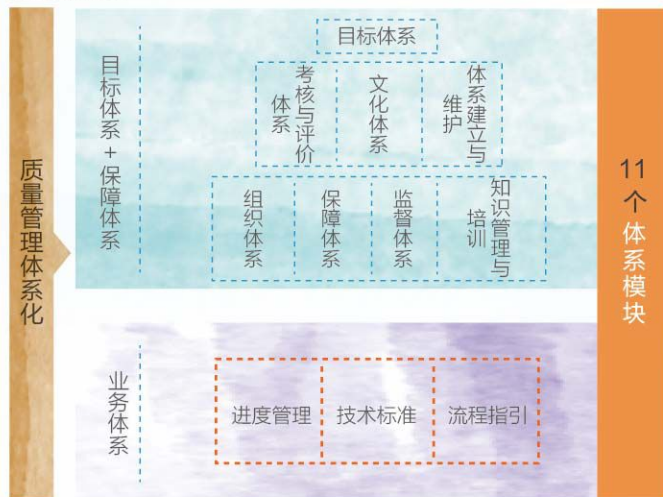 质量管理体系化
目标体系+保障体系
目标体系
考核与评价
体系
文化体系
体系建立与
维护
组织体系
保障体系
监督体系
知识管理与
培训
业务体系
进度管理
技术标准
流程指引
11个体系模块